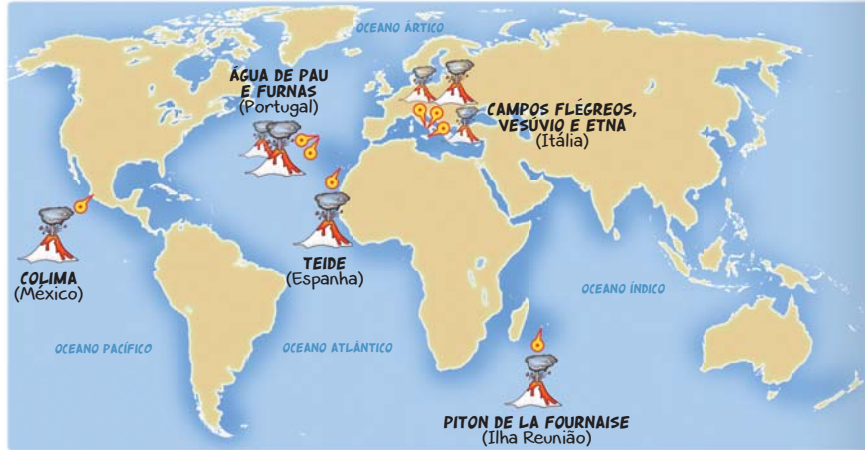 OCEANO ÁRTICO
ÁGUA DE PAU
E FURNAS
(Portugal)
CAMPOS FLÉGREOS,
VESÚVIO E ETNA
(Itália)
COLIMA
(México)
TEIDE
(Espanha)
OCEANO ÍNDICO
OCEANO PACÍFICO
OCEANO ATLÂNTICO
PITON DE LA FOURNAISE
(Ilha Reunião)